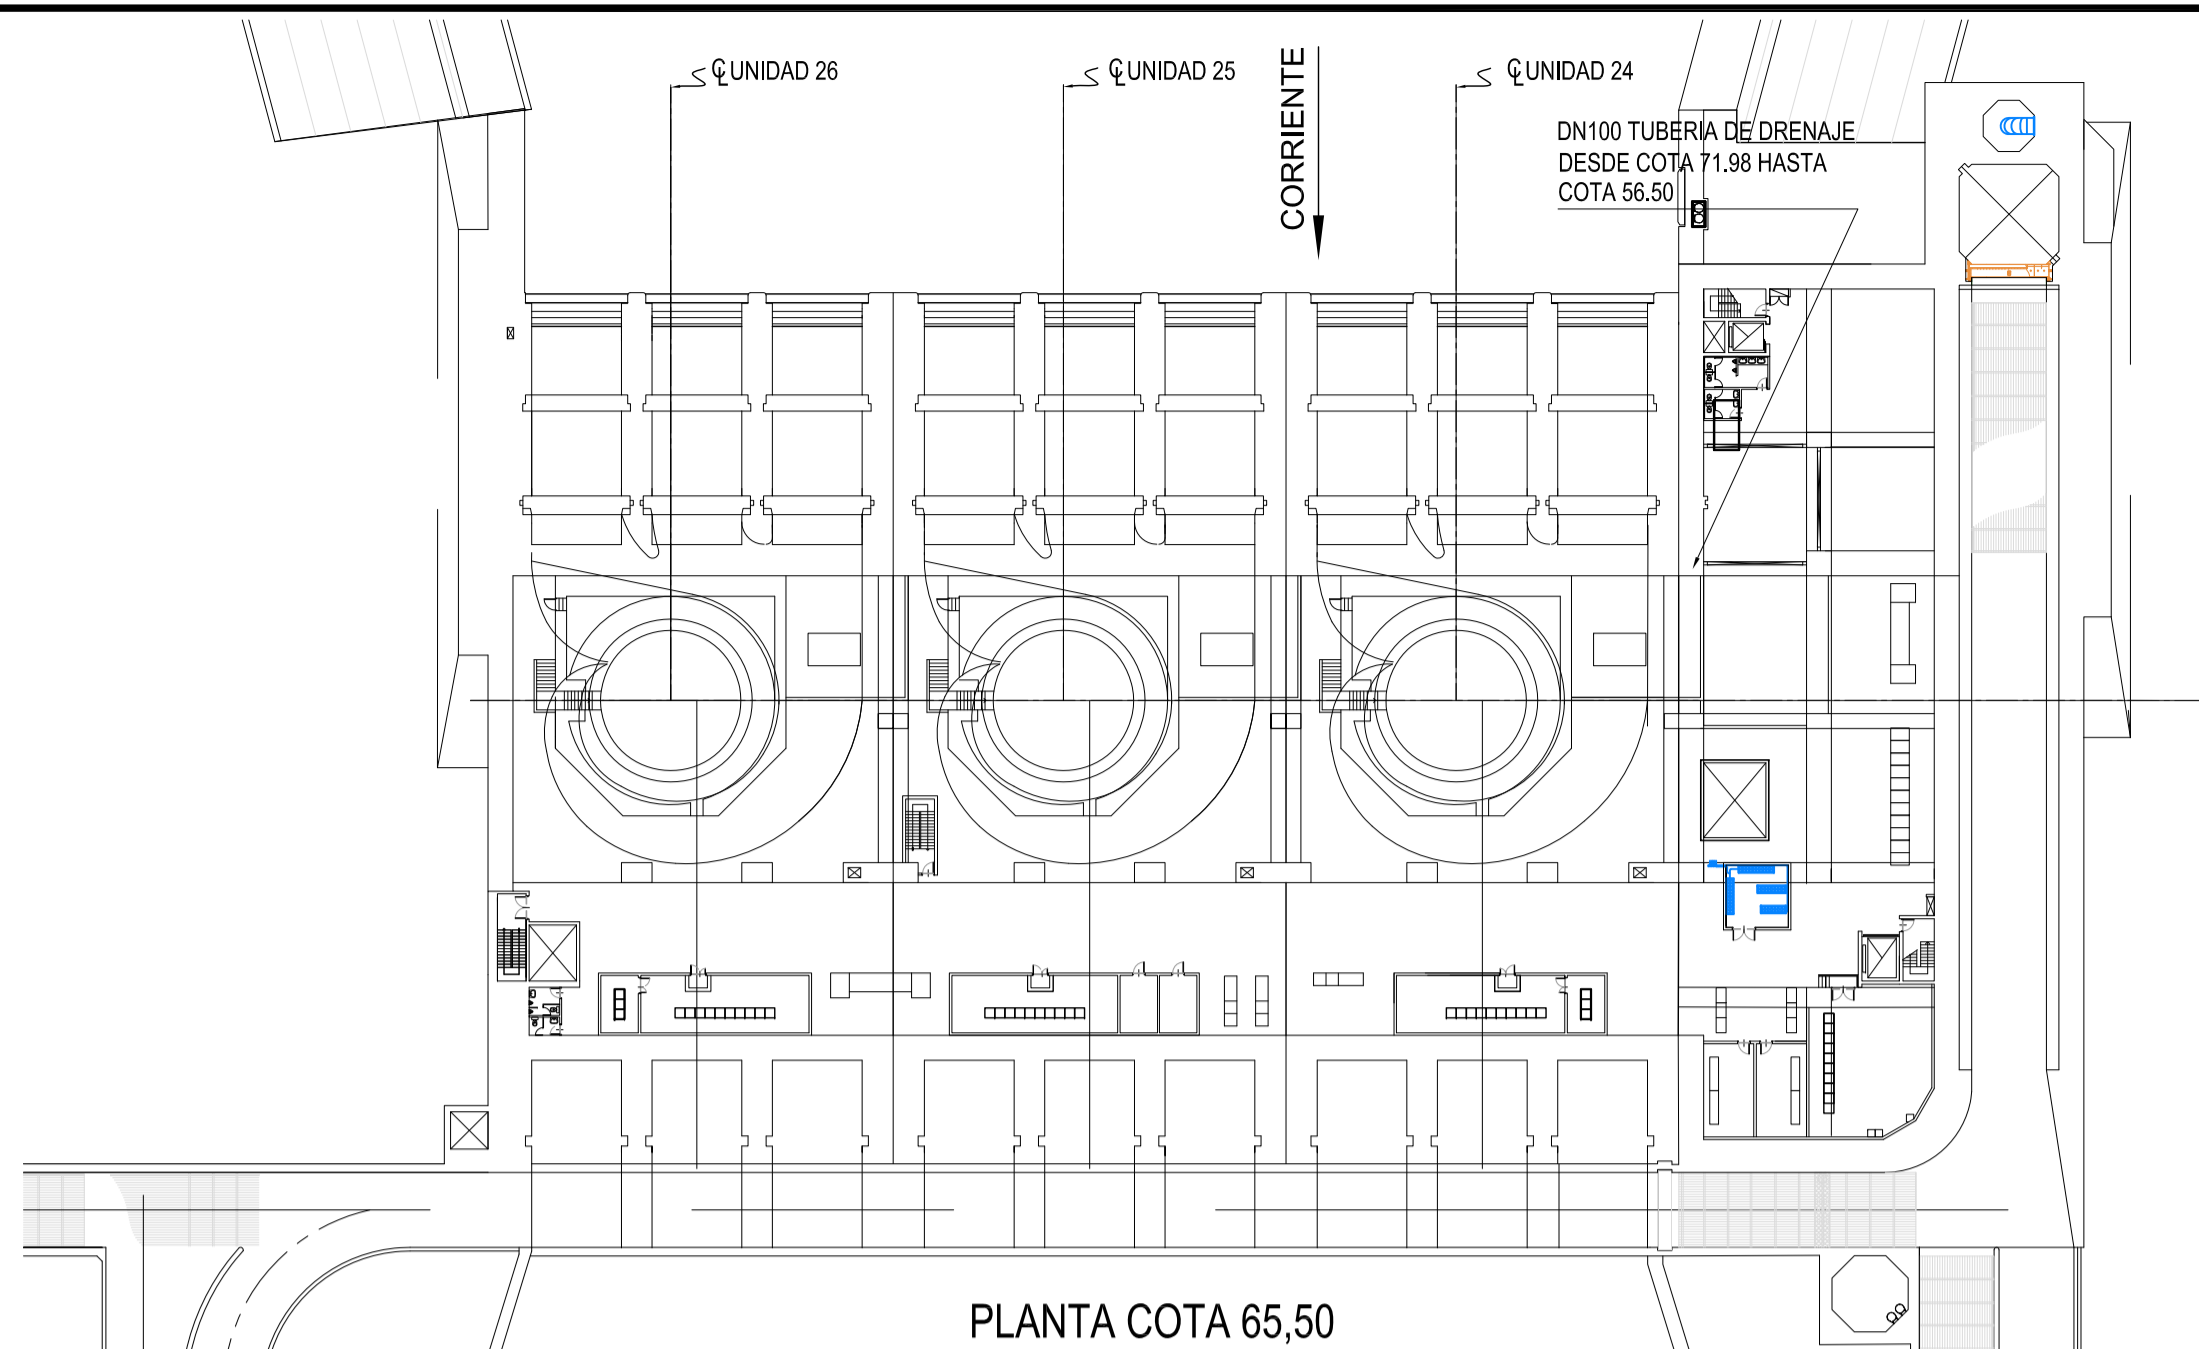 ℄ UNIDAD 26
℄ UNIDAD 25
℄ UNIDAD 24
CORRIENTE
DN100 TUBERIA DE DRENAJE
DESDE COTA 71.98 HASTA
COTA 56.50
PLANTA COTA 65,50